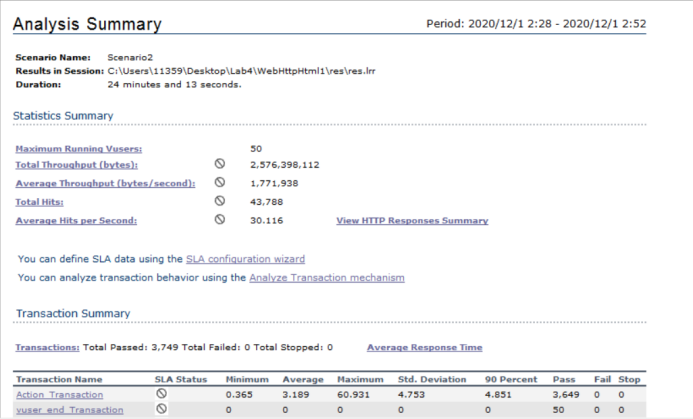 Analysis Summary Period: 2020/12/1 2:28 - 2020/12/1 2:52
Scenario Name: Scenario2
Results in Session: C:\Users\11359\Desktop\Lab4\WebHttpHtml1\res\res.lrr
Duration: 24 minutes and 13 seconds.
Statistics Summary
Maximum Running Vusers: 50
Total Throughput (bytes): 2,576,398,112
Average Throughput (bytes/second): 1,771,938
Total Hits: 43,788
Average Hits per Second: 30.116 View HTTP Responses Summary
You can define SLA data using the SLA configuration wizard
You can analyze transaction behavior using the Analyze Transaction mechanism
Transaction Summary
Transactions: Total Passed: 3,749 Total Failed: 0 Total Stopped: 0 Average Response Time
Transaction Name SLA Status Minimum Average Maximum Std. Deviation 90 Percent Pass Fail Stop
Action_Transaction 0.365 3.189 60.931 4.753 4.851 3,649 0 0
vuser_end_Transaction 0 0 0 0 0 50 0 0